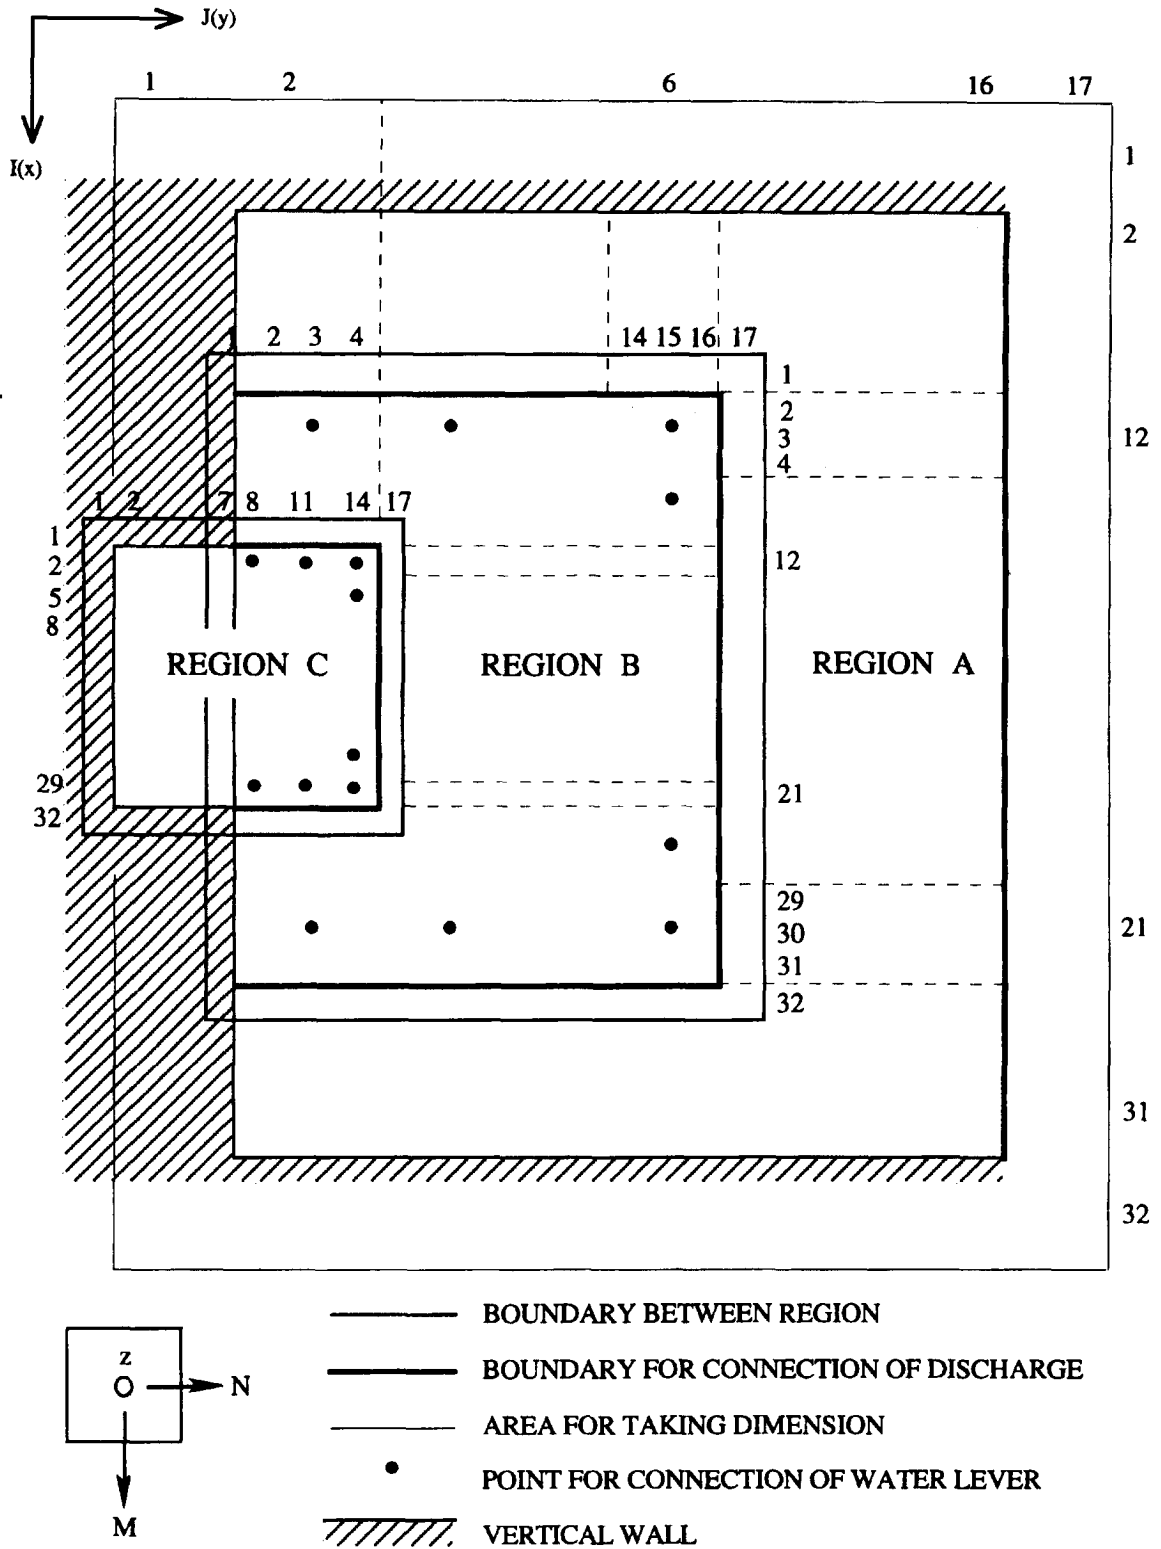 J(y)
I(x)
1 2 6 16 17
1
2
12
21
31
32
1 2 3 4 14 15 16 17
1
2
3
4
12
21
29
30
31
32
1 2 7 8 11 14 17
1
2
5
8
29
32
REGION C
REGION B
REGION A
z
N
M
BOUNDARY BETWEEN REGION
BOUNDARY FOR CONNECTION OF DISCHARGE
AREA FOR TAKING DIMENSION
POINT FOR CONNECTION OF WATER LEVER
VERTICAL WALL